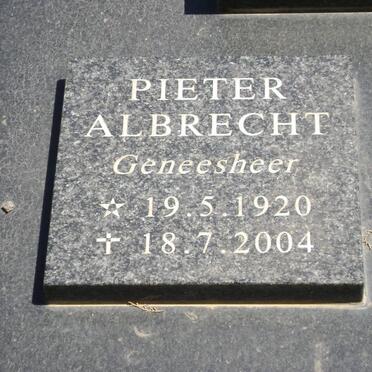 PIETER
ALBRECHT
Geneesheer
☆ 19.5.1920
✝ 18.7.2004